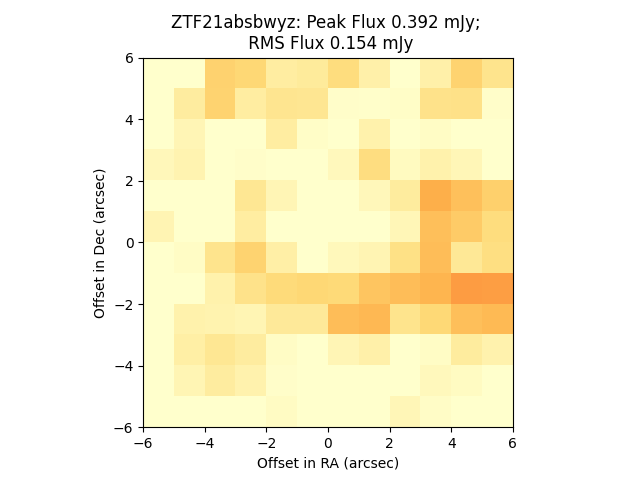 ZTF21absbwyz: Peak Flux 0.392 mJy;
RMS Flux 0.154 mJy
6
4
2
0
−2
−4
−6
Offset in Dec (arcsec)
−6 −4 −2 0 2 4 6
Offset in RA (arcsec)